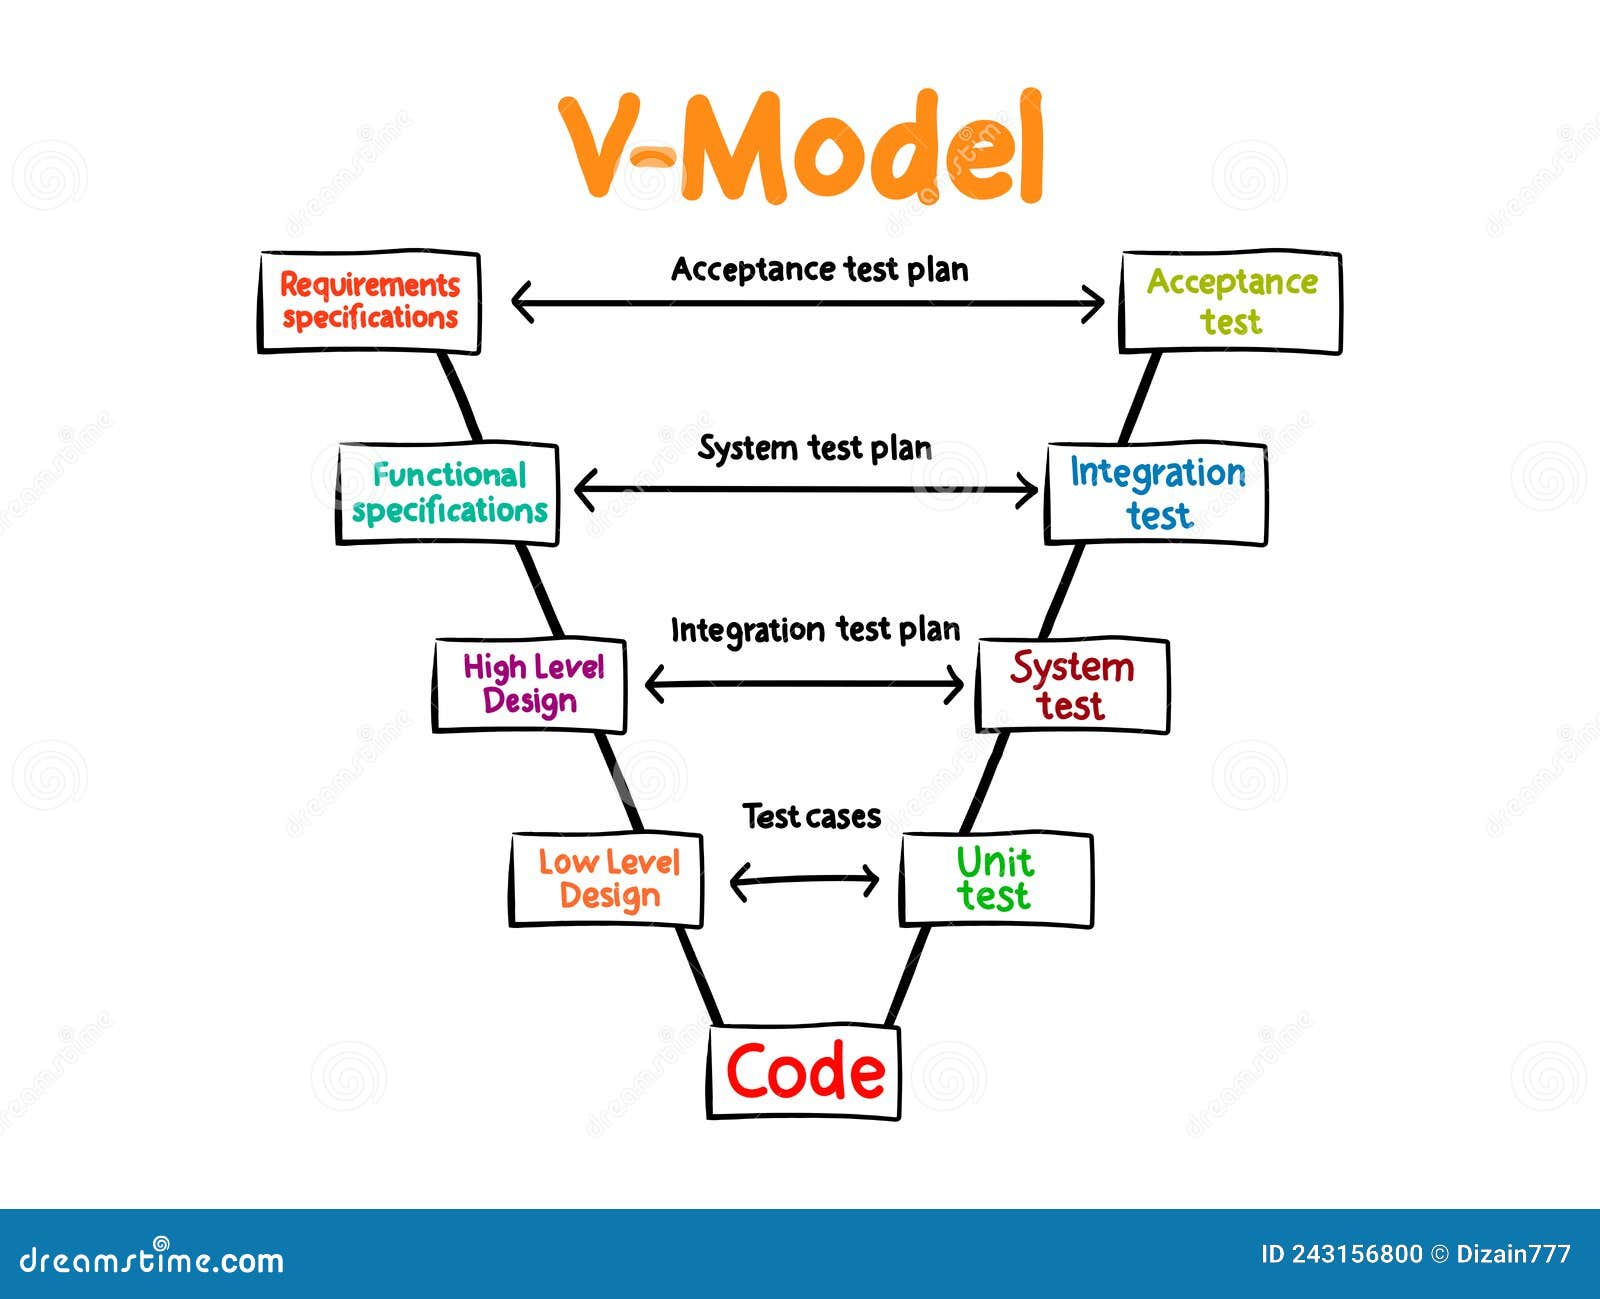 V-Model
Requirements
specifications
Acceptance test plan
Acceptance
test
Functional
specifications
System test plan
Integration
test
High Level
Design
Integration test plan
System
test
Low Level
Design
Test cases
Unit
test
Code
dreamstime.com
ID 243156800 © Dizain777